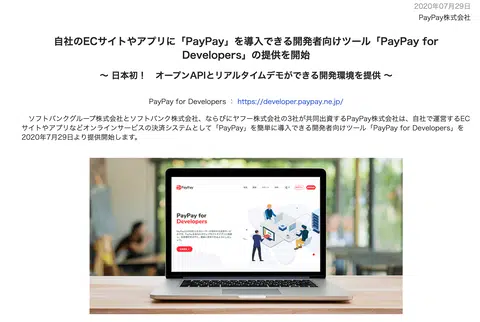 2020年07月29日
PayPay株式会社
自社のECサイトやアプリに「PayPay」を導入できる開発者向けツール「PayPay for
Developers」の提供を開始
〜 日本初！ オープンAPIとリアルタイムデモができる開発環境を提供 〜
PayPay for Developers ： https://developer.paypay.ne.jp/
ソフトバンクグループ株式会社とソフトバンク株式会社、ならびにヤフー株式会社の3社が共同出資するPayPay株式会社は、自社で運営するEC
サイトやアプリなどオンラインサービスの決済システムとして「PayPay」を簡単に導入できる開発者向けツール「PayPay for Developers」を
2020年7月29日より提供開始します。
PayPay
PayPay for
Developers